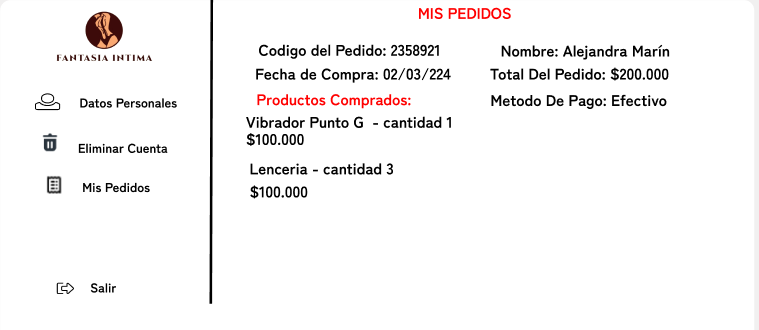 FANTASIA INTIMA
Datos Personales
Eliminar Cuenta
Mis Pedidos
Salir
MIS PEDIDOS
Codigo del Pedido: 2358921
Nombre: Alejandra Marín
Fecha de Compra: 02/03/224
Total Del Pedido: $200.000
Productos Comprados:
Metodo De Pago: Efectivo
Vibrador Punto G - cantidad 1
$100.000
Lenceria - cantidad 3
$100.000